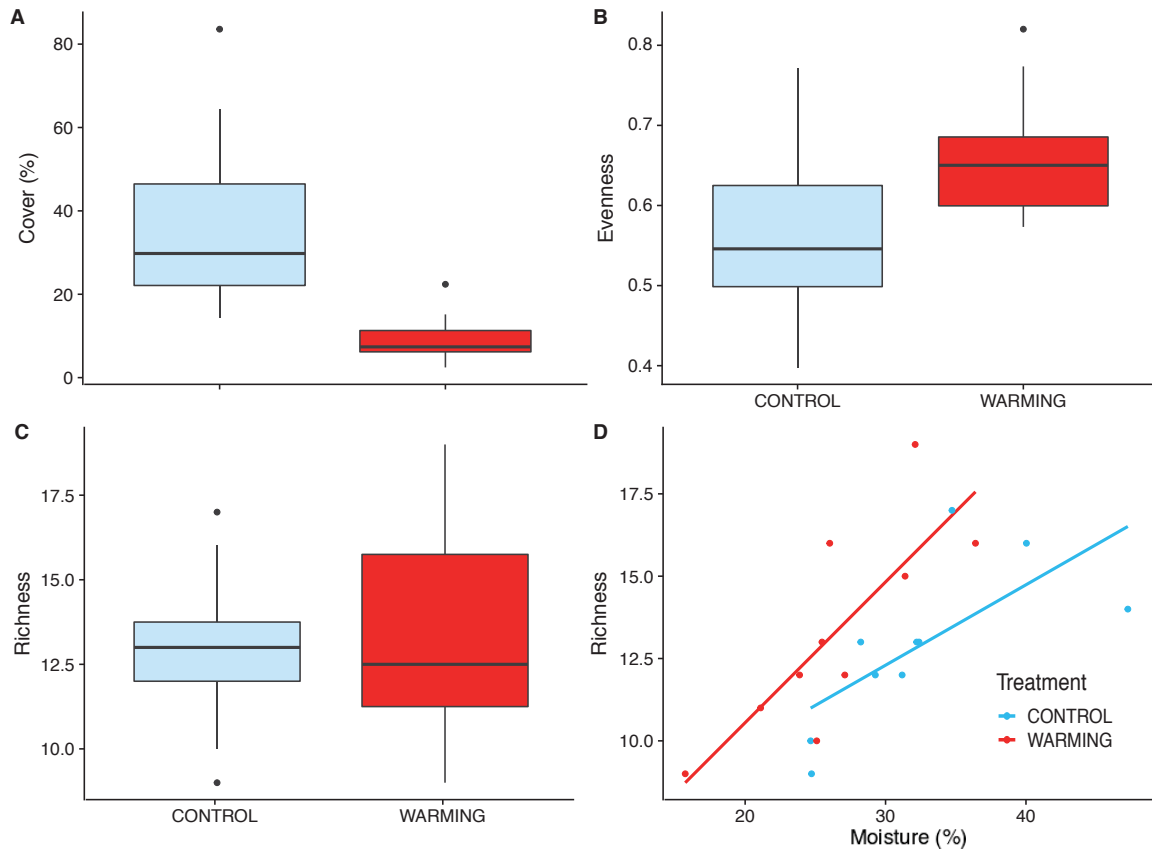 A
80
60
40
20
0
Cover (%)
B
0.8
0.7
0.6
0.5
0.4
Evenness
CONTROL
WARMING
C
17.5
15.0
12.5
10.0
Richness
CONTROL
WARMING
D
17.5
15.0
12.5
10.0
Richness
Treatment
CONTROL
WARMING
20
30
40
Moisture (%)